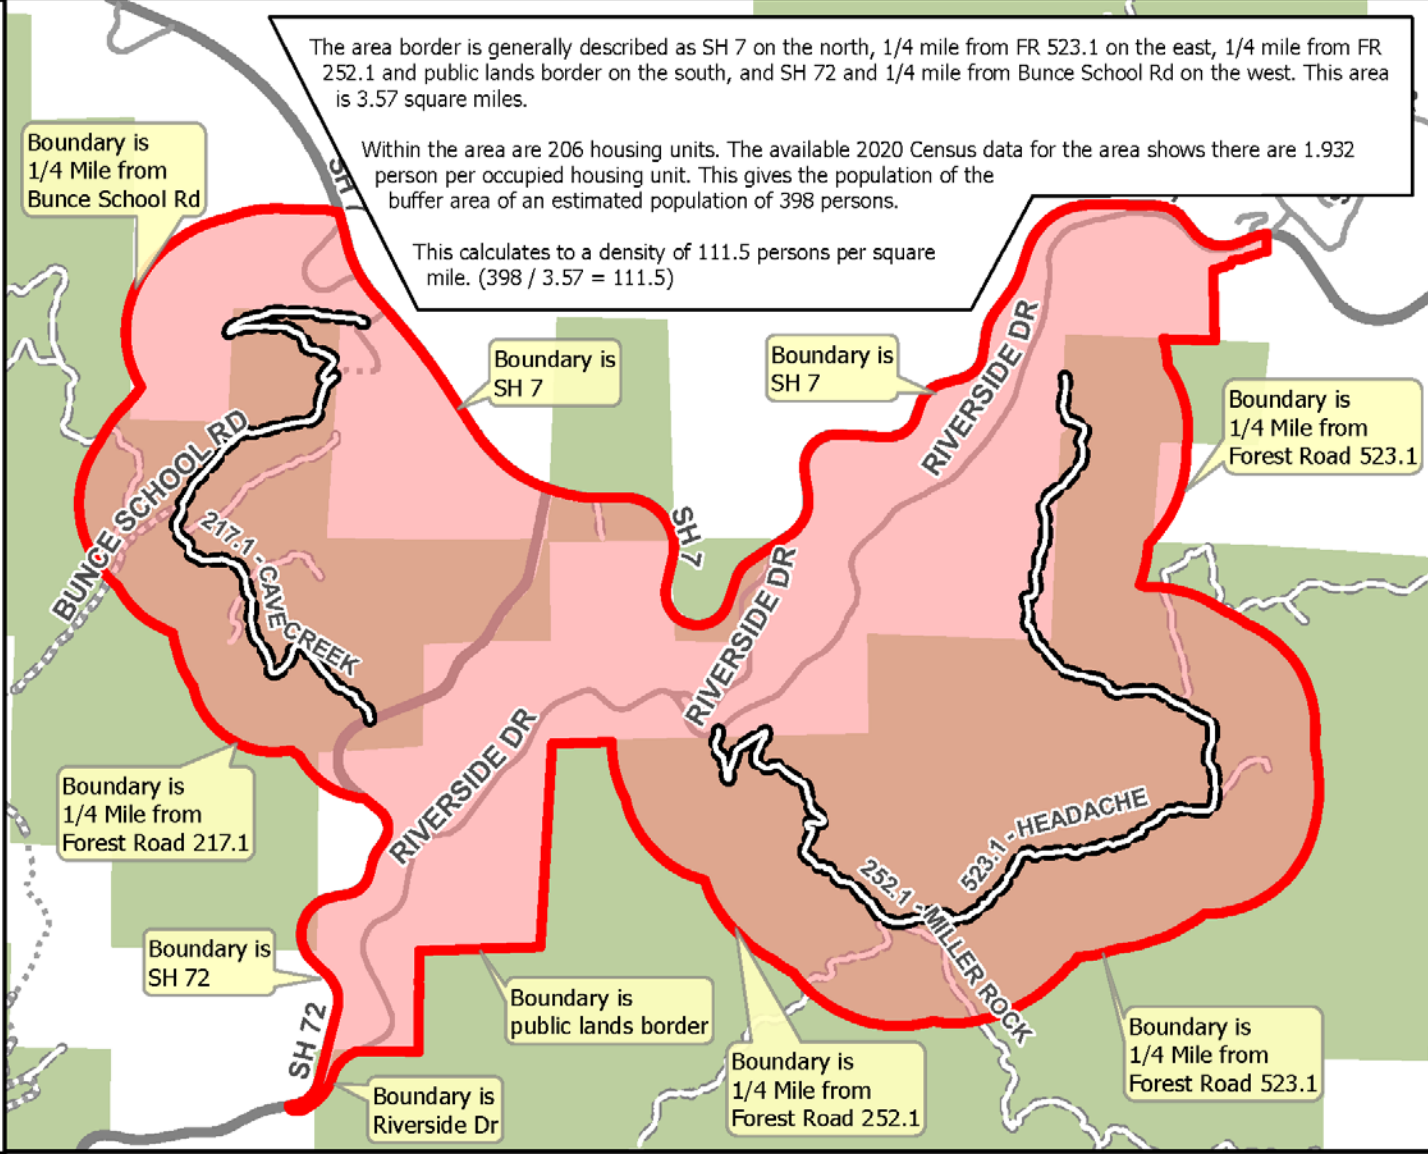 The area border is generally described as SH 7 on the north, 1/4 mile from FR 523.1 on the east, 1/4 mile from FR
252.1 and public lands border on the south, and SH 72 and 1/4 mile from Bunce School Rd on the west. This area
is 3.57 square miles.
Within the area are 206 housing units. The available 2020 Census data for the area shows there are 1.932
person per occupied housing unit. This gives the population of the
buffer area of an estimated population of 398 persons.
This calculates to a density of 111.5 persons per square
mile. (398 / 3.57 = 111.5)
Boundary is
1/4 Mile from
Bunce School Rd
SH 7
Boundary is
SH 7
Boundary is
SH 7
RIVERSIDE DR
Boundary is
1/4 Mile from
Forest Road 523.1
BUNCE SCHOOL RD
217.1 - CAVE CREEK
SH 7
RIVERSIDE DR
RIVERSIDE DR
Boundary is
1/4 Mile from
Forest Road 217.1
523.1 - HEADACHE
252.1 - MILLER ROCK
Boundary is
SH 72
SH 72
Boundary is
public lands border
Boundary is
1/4 Mile from
Forest Road 252.1
Boundary is
1/4 Mile from
Forest Road 523.1
Boundary is
Riverside Dr